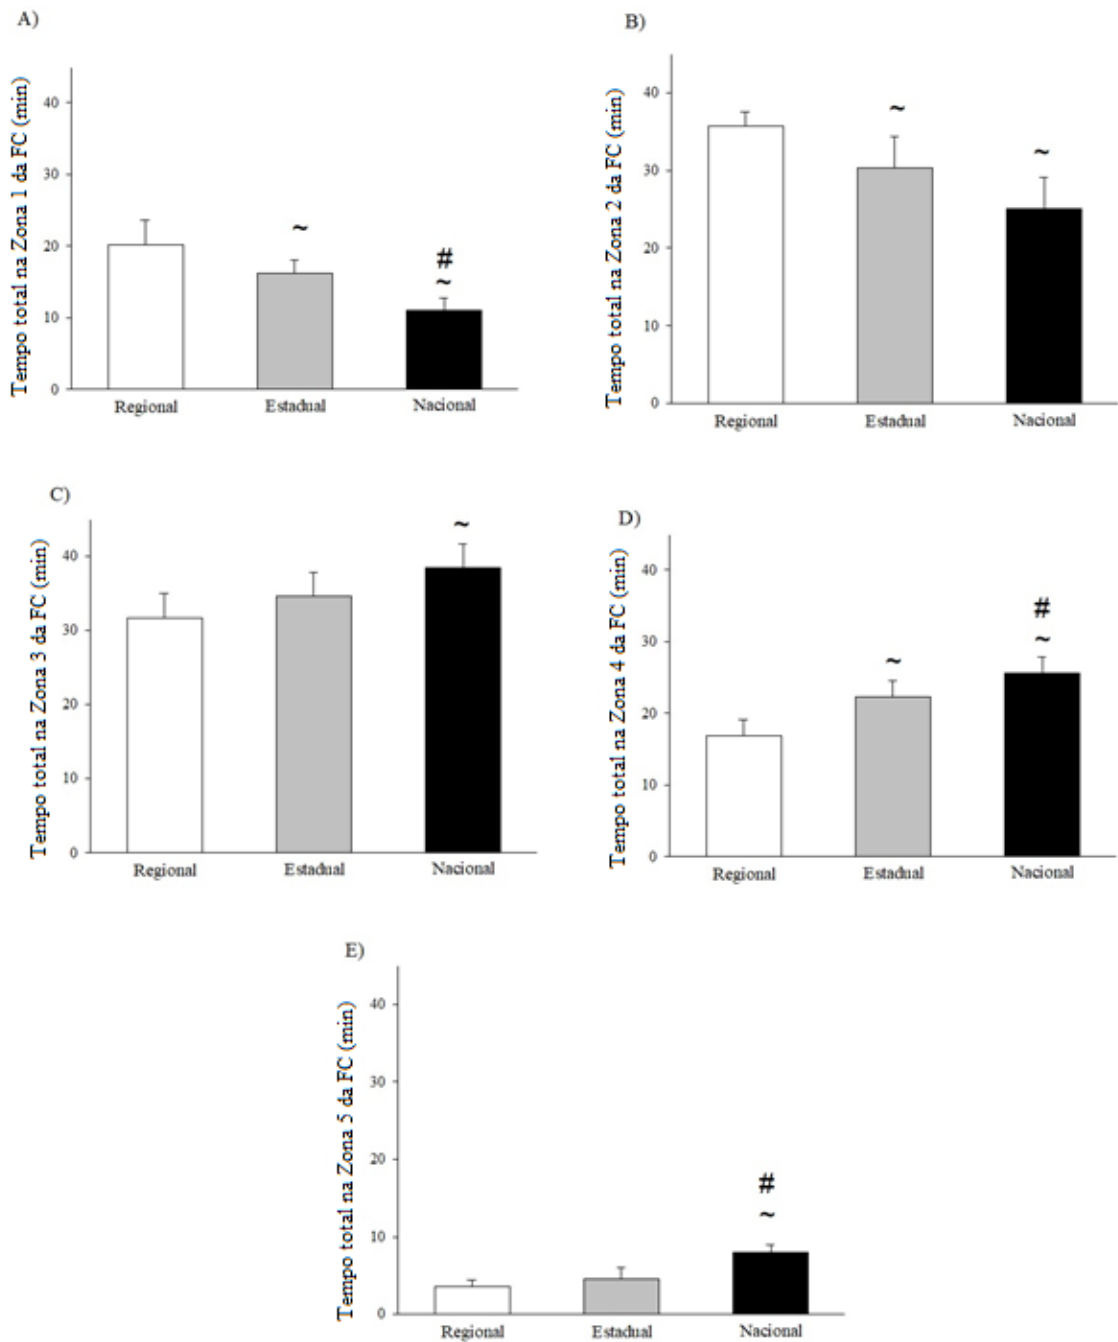 A)
Tempo total na Zona 1 da FC (min)
40
30
20
10
0
~
#
~
Regional Estadual Nacional
B)
Tempo total na Zona 2 da FC (min)
40
30
20
10
0
~
~
Regional Estadual Nacional
C)
Tempo total na Zona 3 da FC (min)
40
30
20
10
0
~
Regional Estadual Nacional
D)
Tempo total na Zona 4 da FC (min)
40
30
20
10
0
~
#
~
Regional Estadual Nacional
E)
Tempo total na Zona 5 da FC (min)
40
30
20
10
0
#
~
Regional Estadual Nacional